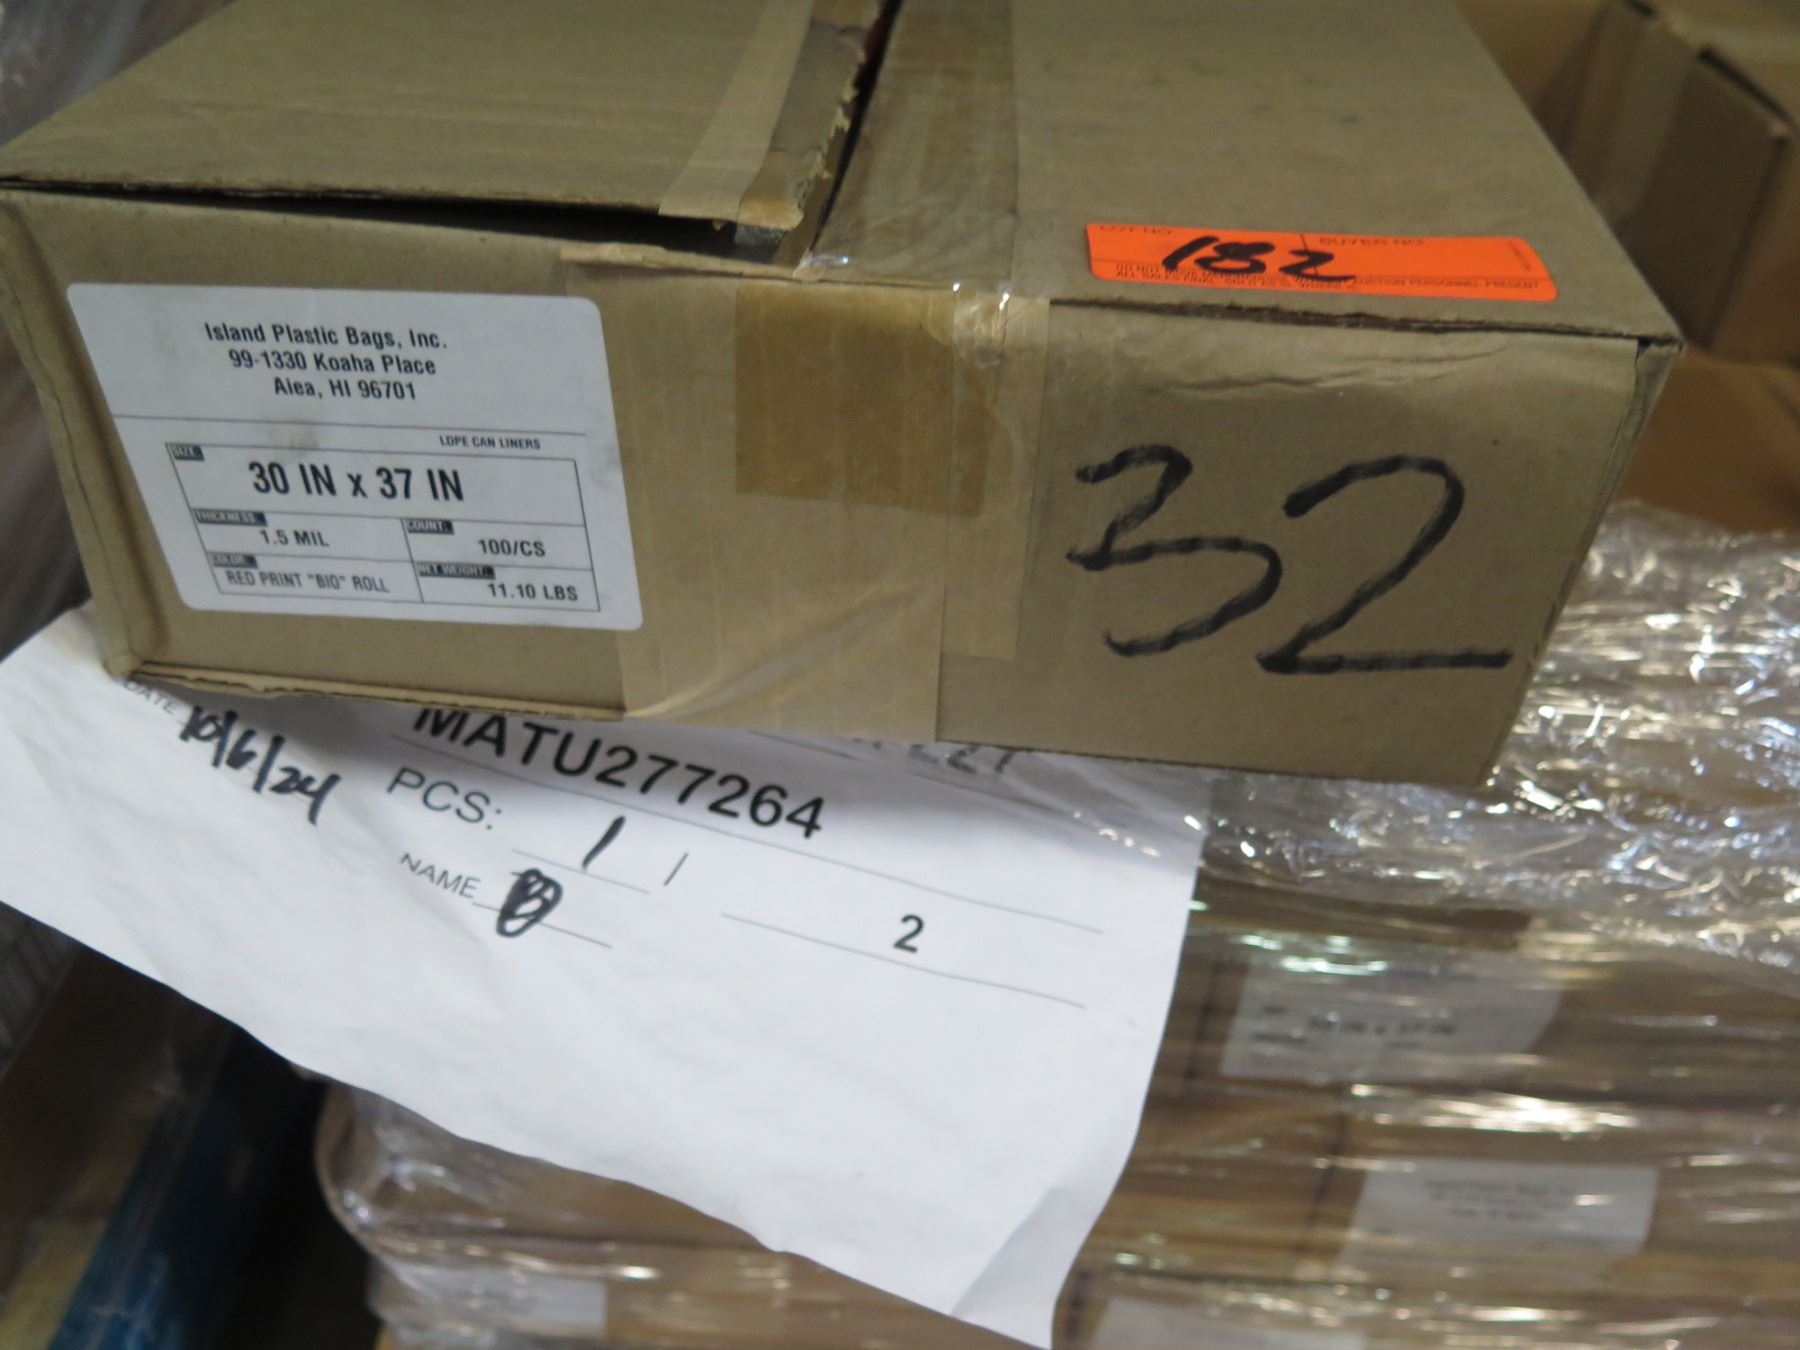 LOT NO. 182 BUYER NO.
Island Plastic Bags, Inc.
99-1330 Koaha Place
Aiea, HI 96701
LDPE CAN LINERS
SIZE:
30 IN x 37 IN
THICKNESS:
1.5 MIL
COUNT:
100/CS
COLOR:
RED PRINT "BIO" ROLL
NET WEIGHT:
11.10 LBS
32
DATE 10/6/24
MATU277264
PCS: 1 / 2
NAME